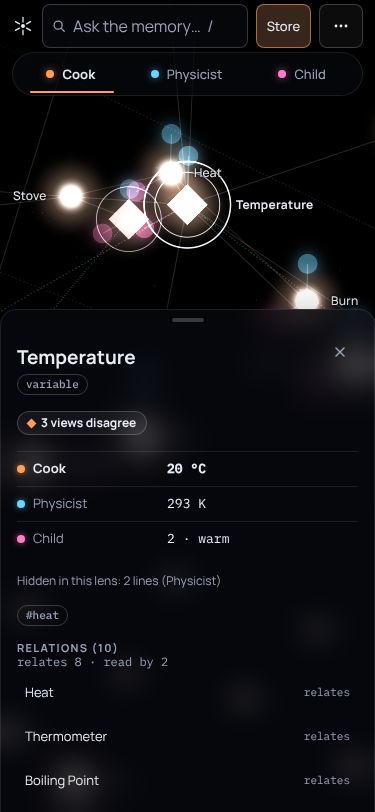 Ask the memory… /
Store
Cook
Physicist
Child
Heat
Stove
Temperature
Burn
Temperature
variable
3 views disagree
Cook 20 °C
Physicist 293 K
Child 2 · warm
Hidden in this lens: 2 lines (Physicist)
#heat
RELATIONS (10)
relates 8 · read by 2
Heat relates
Thermometer relates
Boiling Point relates